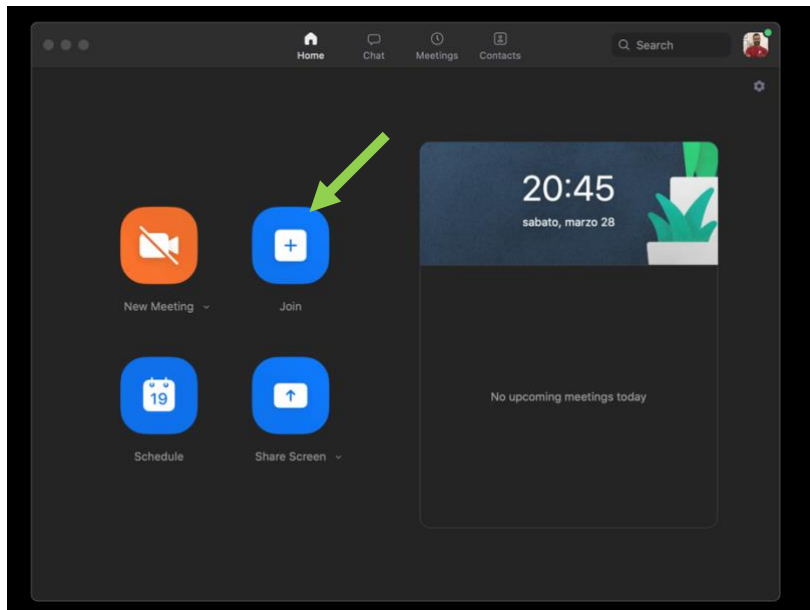 Home
Chat
Meetings
Contacts
Search
20:45
sabato, marzo 28
New Meeting
Join
19
Schedule
Share Screen
No upcoming meetings today